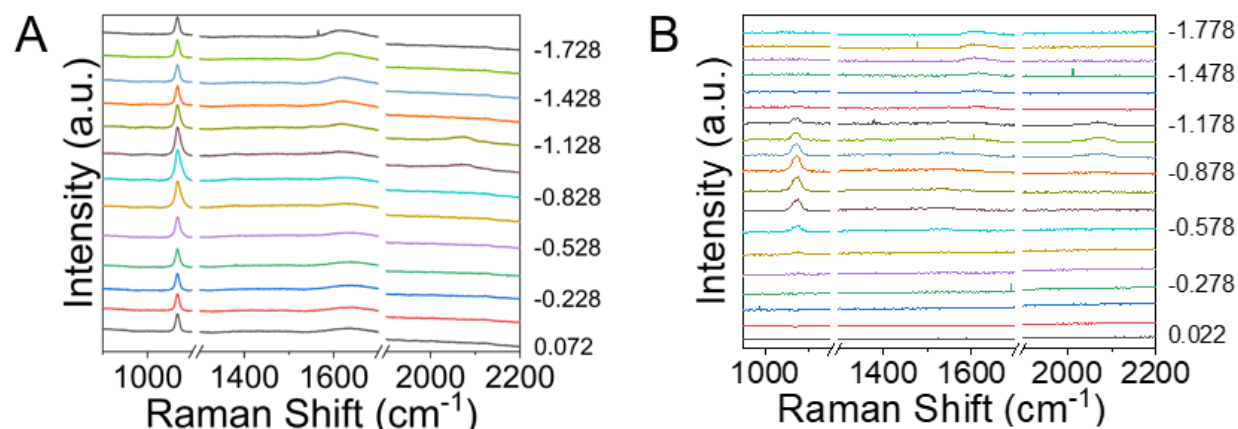 A
Intensity (a.u.)
-1.728
-1.428
-1.128
-0.828
-0.528
-0.228
0.072
1000 1400 1600 2000 2200
Raman Shift (cm⁻¹)
B
Intensity (a.u.)
-1.778
-1.478
-1.178
-0.878
-0.578
-0.278
0.022
1000 1400 1600 2000 2200
Raman Shift (cm⁻¹)